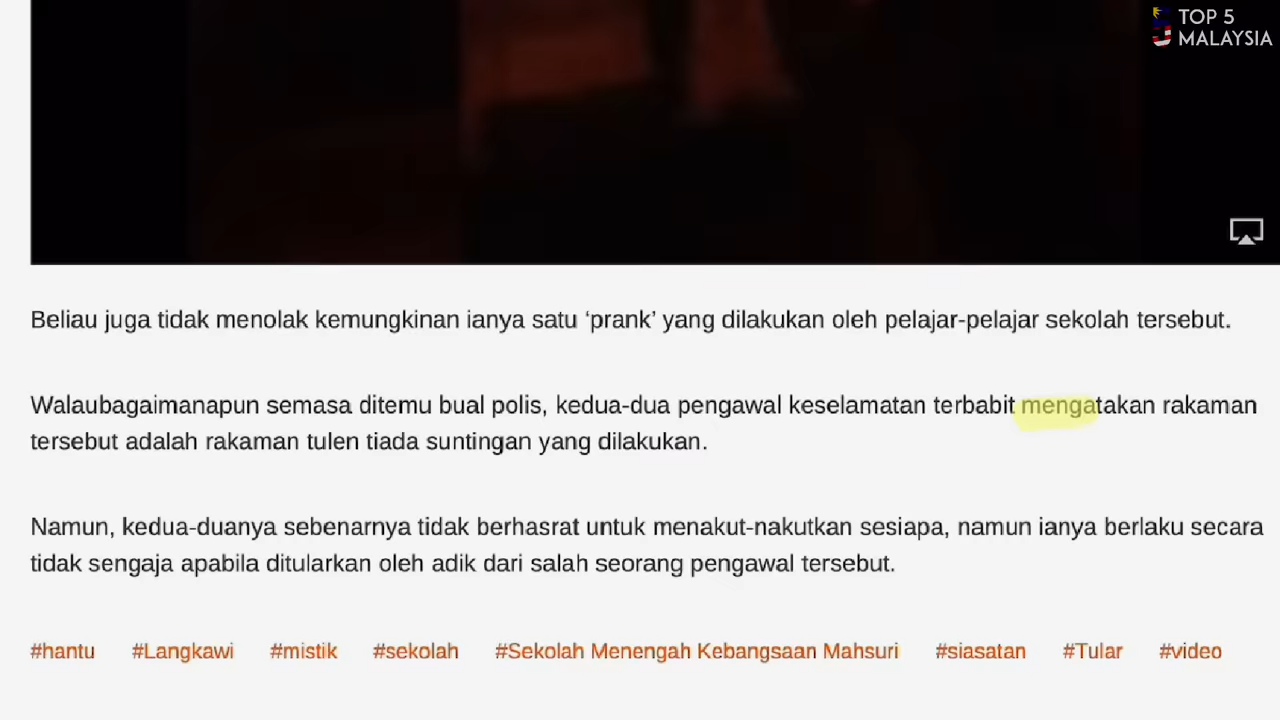 TOP 5
MALAYSIA
Beliau juga tidak menolak kemungkinan ianya satu ‘prank’ yang dilakukan oleh pelajar-pelajar sekolah tersebut.
Walaubagaimanapun semasa ditemu bual polis, kedua-dua pengawal keselamatan terbabit mengatakan rakaman
tersebut adalah rakaman tulen tiada suntingan yang dilakukan.
Namun, kedua-duanya sebenarnya tidak berhasrat untuk menakut-nakutkan sesiapa, namun ianya berlaku secara
tidak sengaja apabila ditularkan oleh adik dari salah seorang pengawal tersebut.
#hantu #Langkawi #mistik #sekolah #Sekolah Menengah Kebangsaan Mahsuri #siasatan #Tular #video